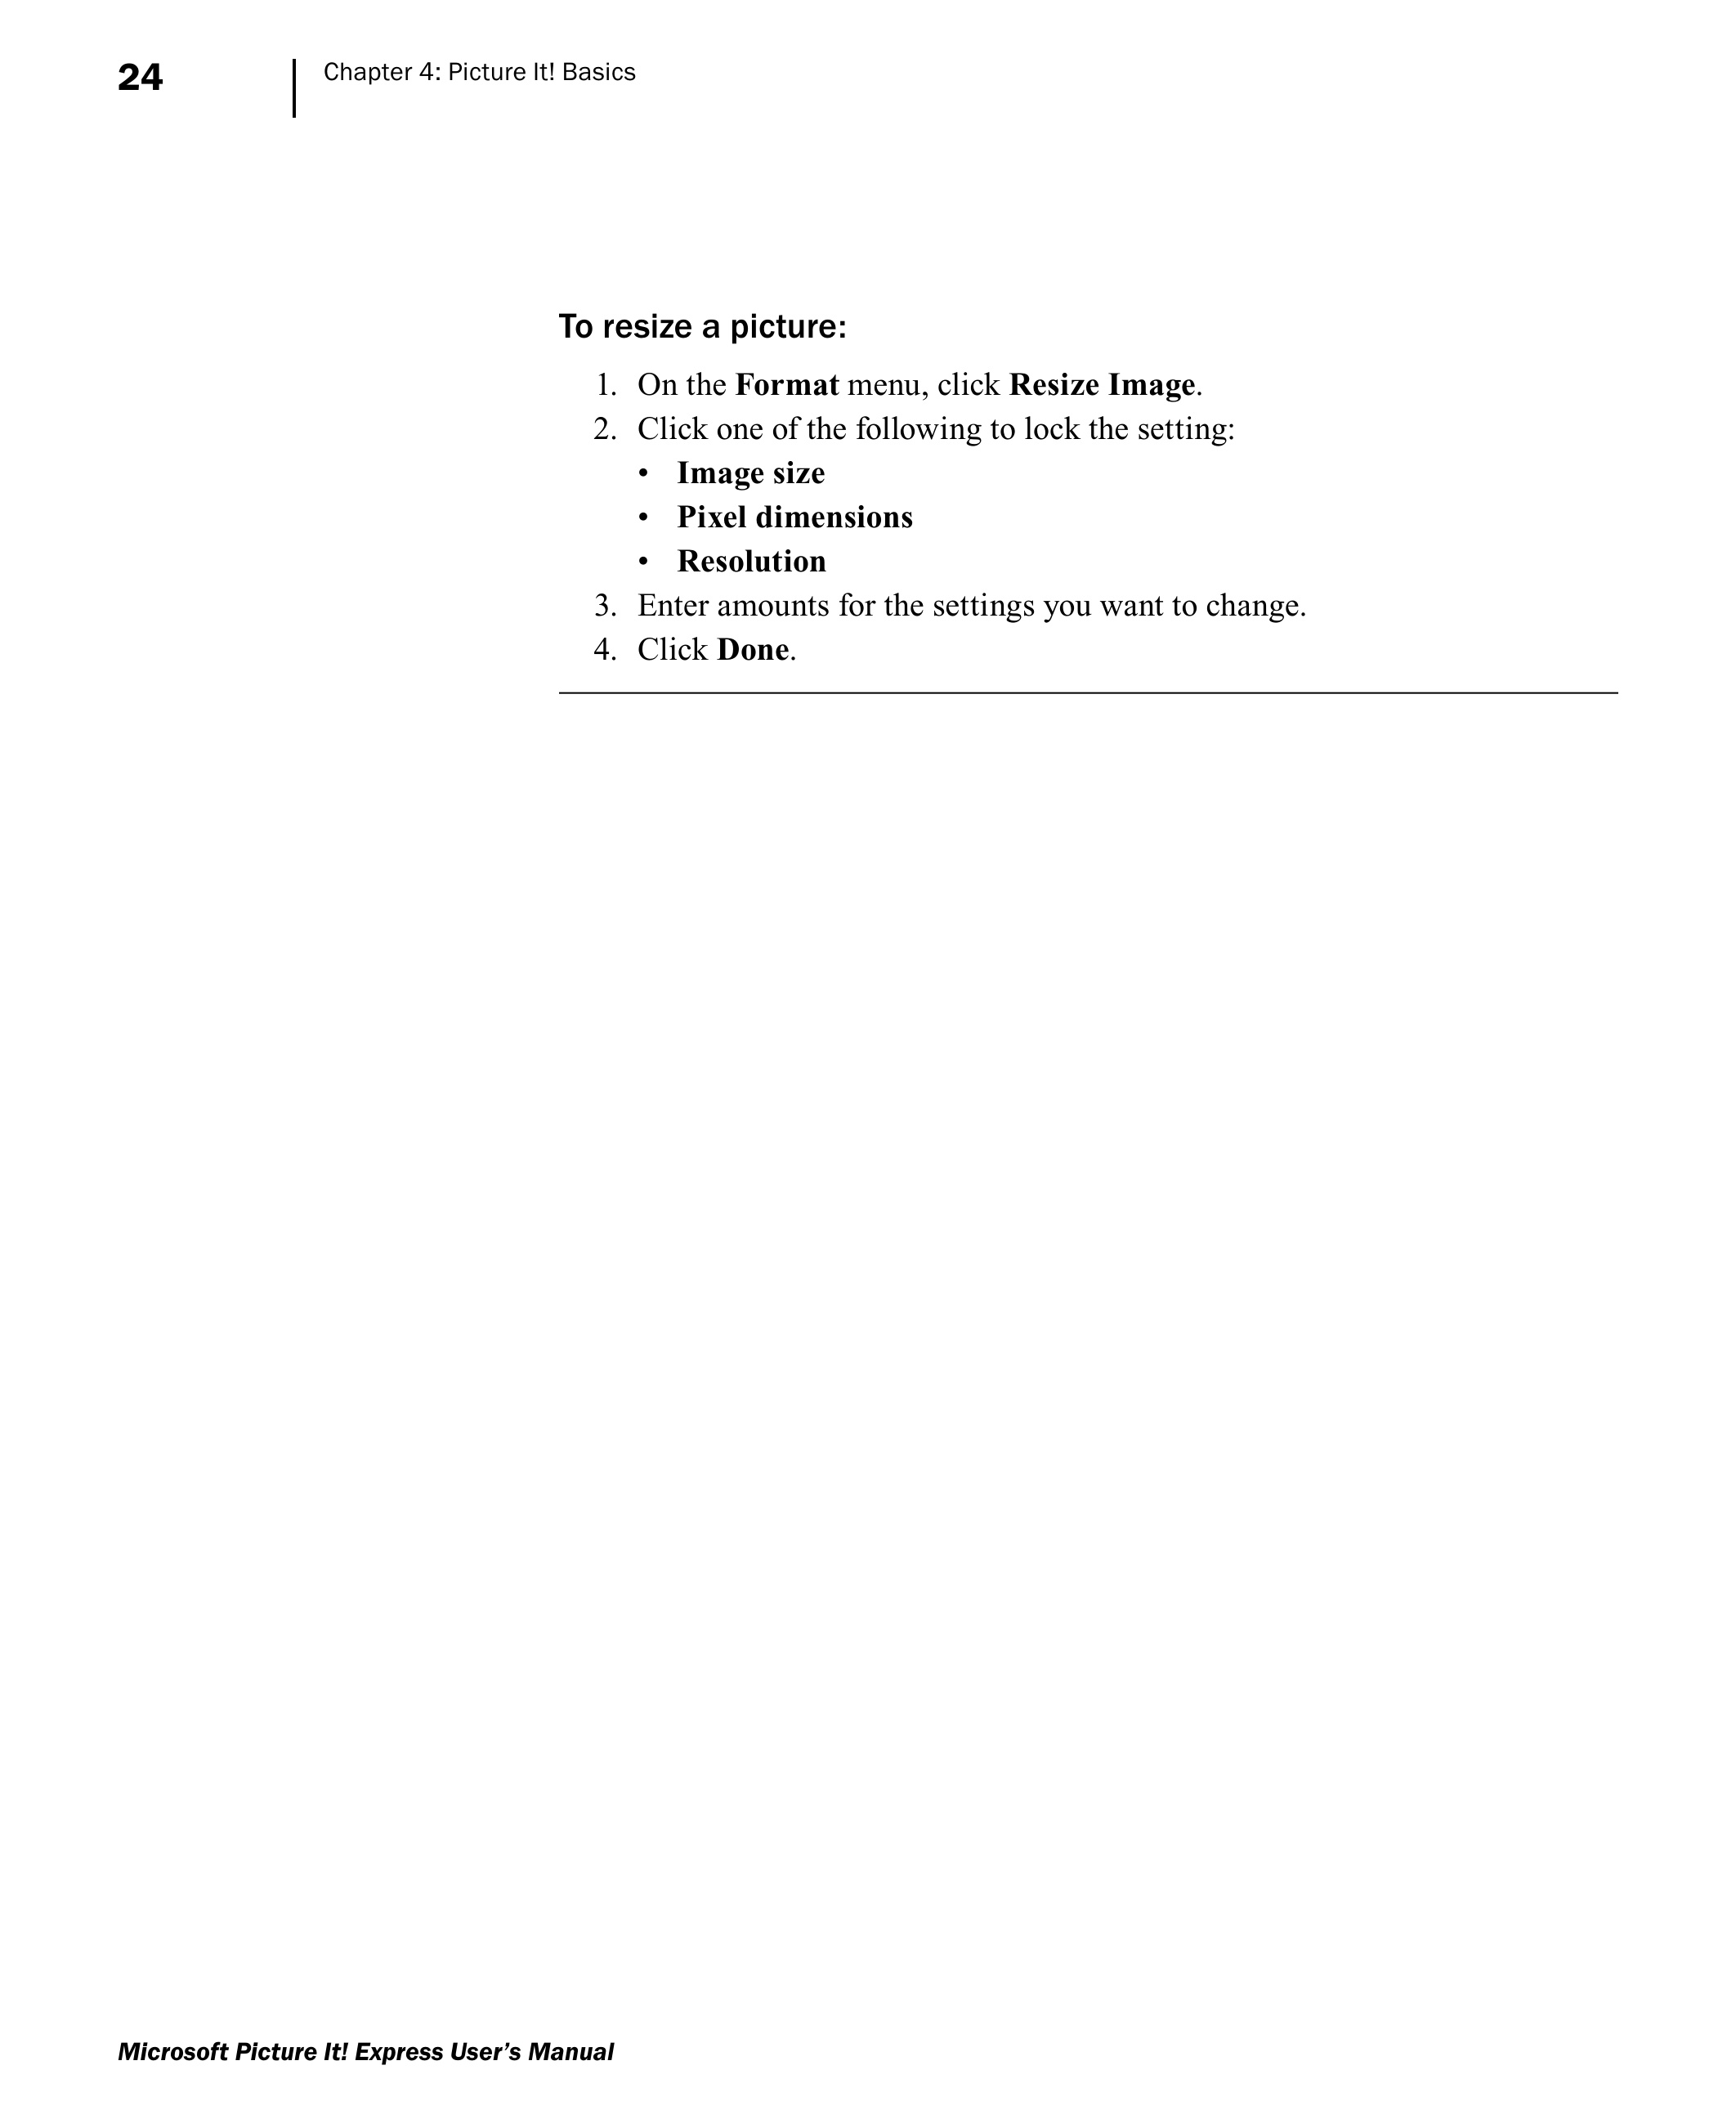 24
Chapter 4: Picture It! Basics
To resize a picture:
1. On the Format menu, click Resize Image.
2. Click one of the following to lock the setting:
• Image size
• Pixel dimensions
• Resolution
3. Enter amounts for the settings you want to change.
4. Click Done.
Microsoft Picture It! Express User’s Manual